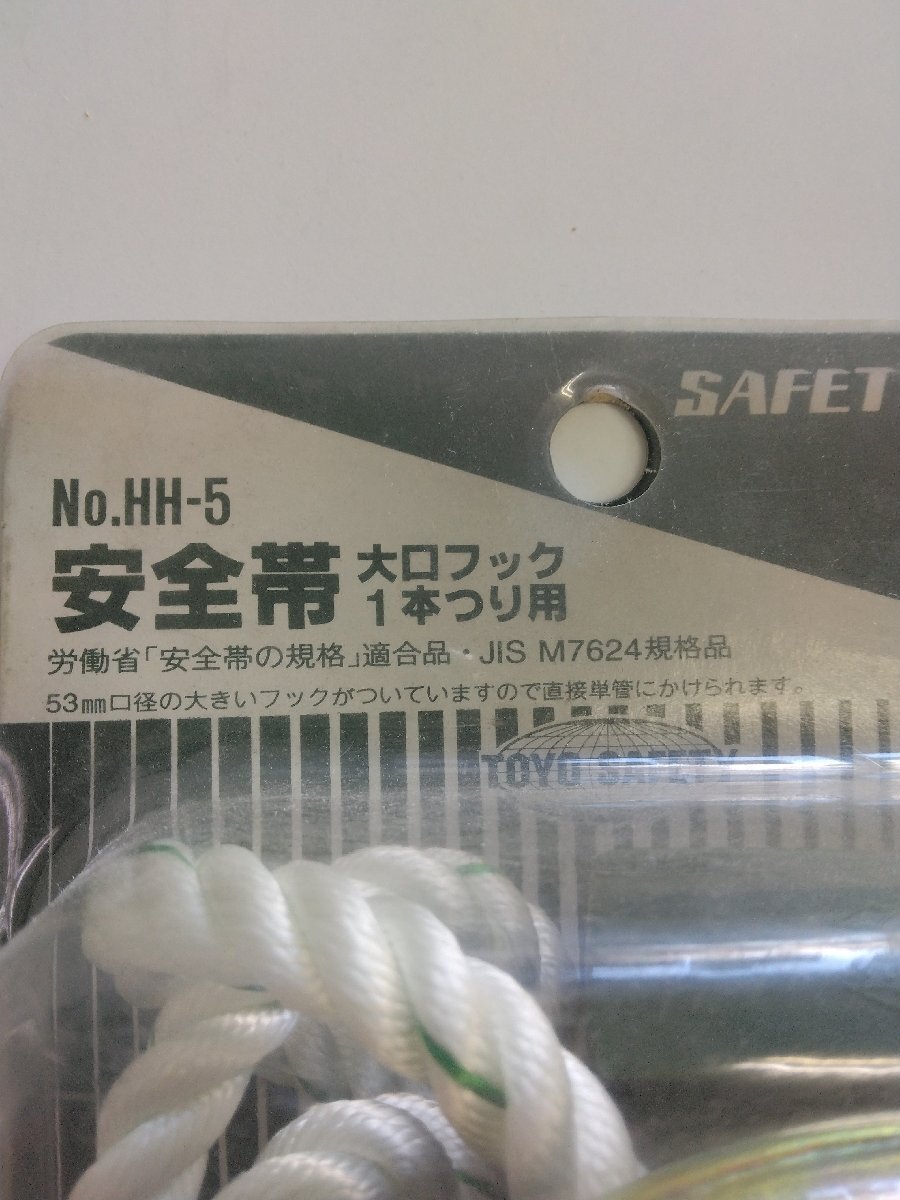 SAFET
No.HH-5
安全帯 大口フック
1本つり用
労働省「安全帯の規格」適合品・JIS M7624規格品
53㎜口径の大きいフックがついていますので直接単管にかけられます。
TOYO SAFETY